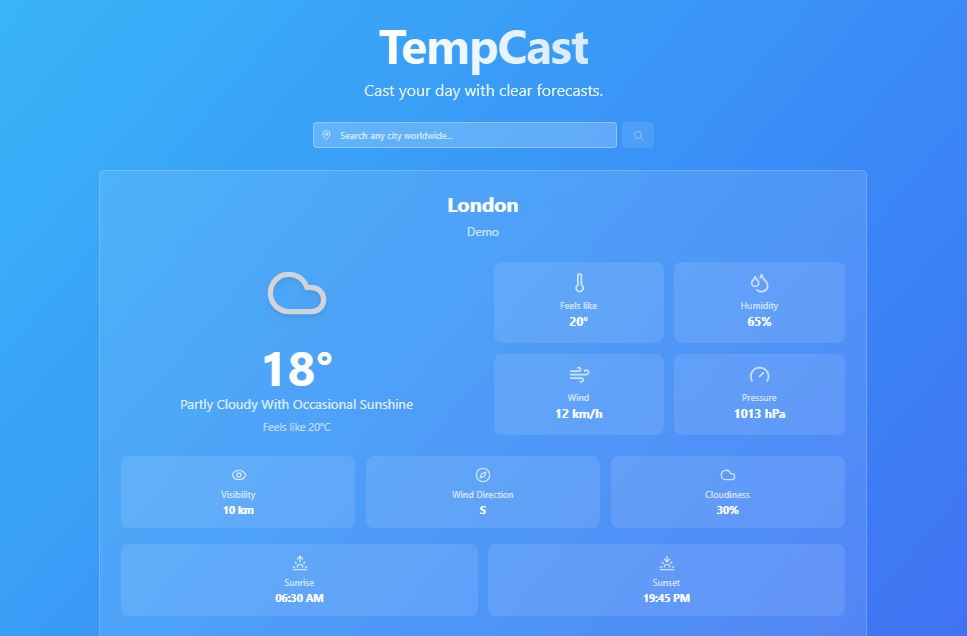 TempCast
Cast your day with clear forecasts.
Search any city worldwide...
London
Demo
18°
Partly Cloudy With Occasional Sunshine
Feels like 20°C
Feels like
20°
Humidity
65%
Wind
12 km/h
Pressure
1013 hPa
Visibility
10 km
Wind Direction
S
Cloudiness
30%
Sunrise
06:30 AM
Sunset
19:45 PM